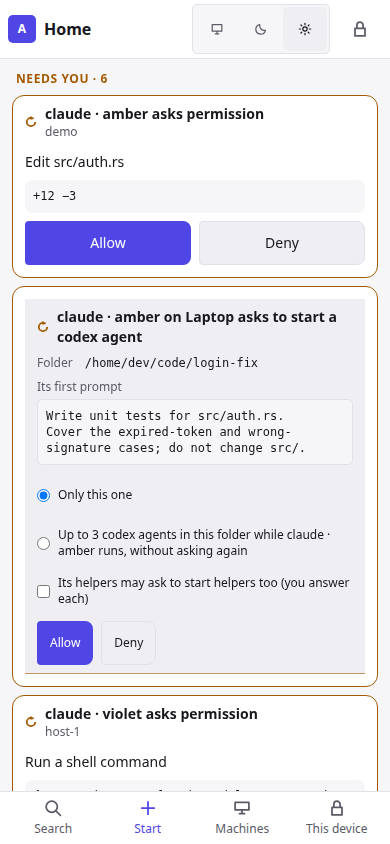 A
Home
NEEDS YOU · 6
claude · amber asks permission
demo
Edit src/auth.rs
+12 −3
Allow
Deny
claude · amber on Laptop asks to start a
codex agent
Folder /home/dev/code/login-fix
Its first prompt
Write unit tests for src/auth.rs.
Cover the expired-token and wrong-
signature cases; do not change src/.
Only this one
Up to 3 codex agents in this folder while claude ·
amber runs, without asking again
Its helpers may ask to start helpers too (you answer
each)
Allow
Deny
claude · violet asks permission
host-1
Run a shell command
Search
Start
Machines
This device